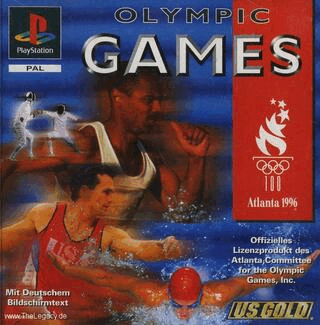 OLYMPIC
GAMES
PlayStation
PAL
Atlanta 1996
Offizielles
Lizenzprodukt des
Atlanta Committee
for the Olympic
Games, Inc.
Mit Deutschem
Bildschirmtext
www.TheLegacy.de
US GOLD